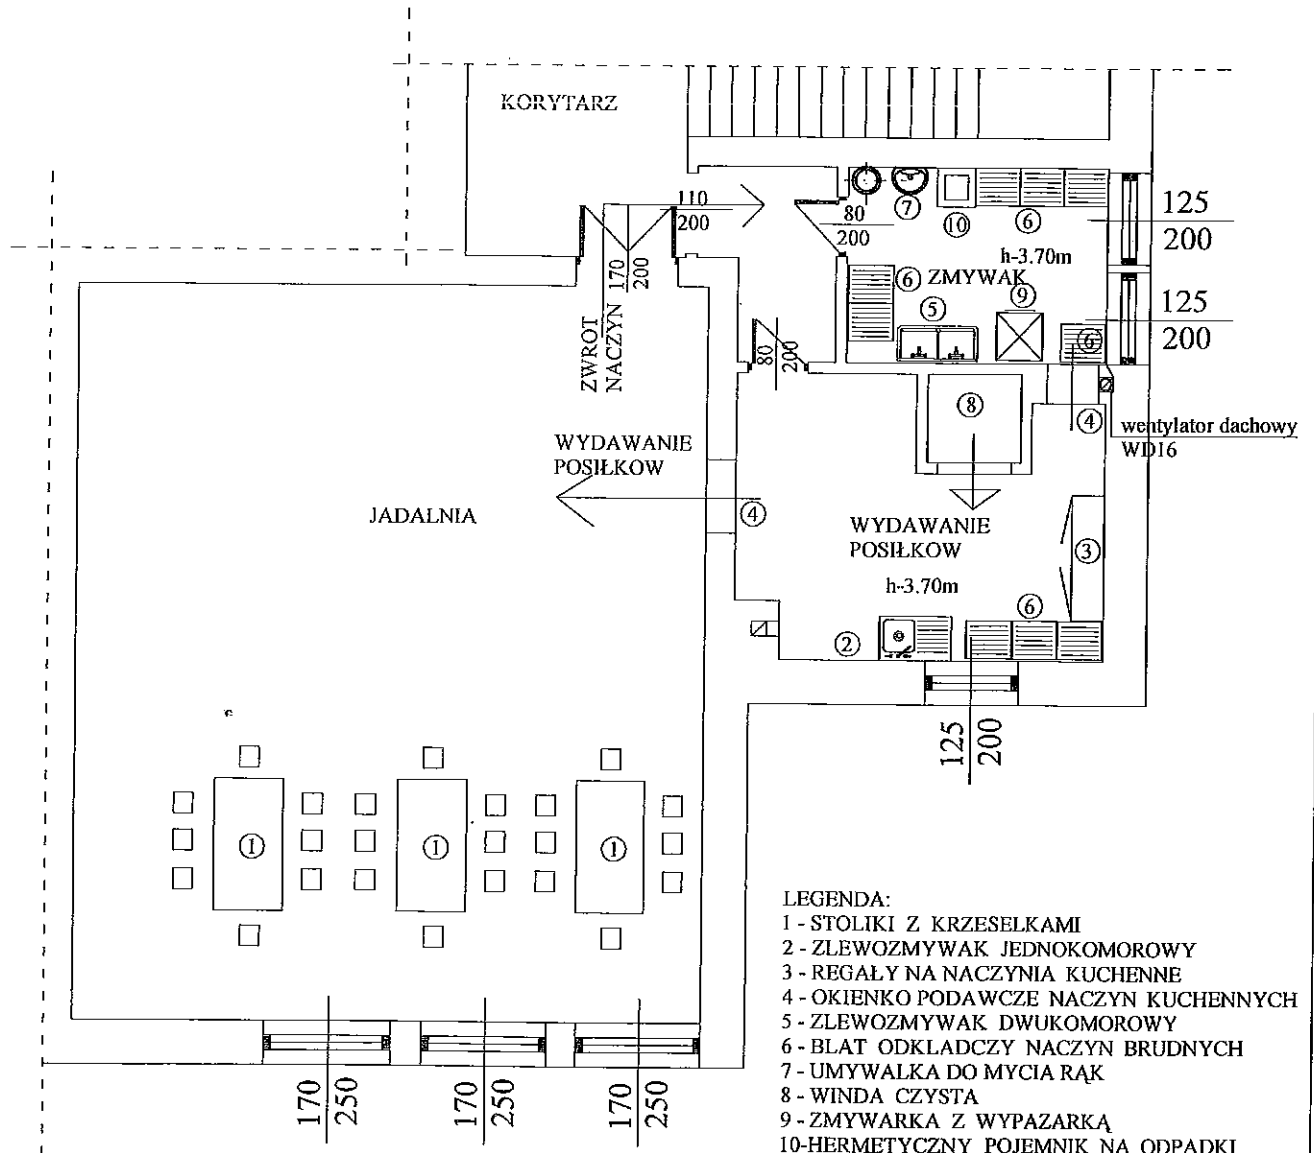 KORYTARZ
110
200
80
200
7
10
6
h-3.70m
125
200
6
ZMYWAK
9
5
125
200
6
170
200
ZWROT
NACZYN
80
200
8
4
wentylator dachowy
WD16
WYDAWANIE
POSIŁKOW
JADALNIA
4
WYDAWANIE
POSIŁKOW
3
h-3.70m
6
2
125
200
1
1
1
170
250
170
250
170
250
LEGENDA:
1 - STOLIKI Z KRZESELKAMI
2 - ZLEWOZMYWAK JEDNOKOMOROWY
3 - REGAŁY NA NACZYNIA KUCHENNE
4 - OKIENKO PODAWCZE NACZYN KUCHENNYCH
5 - ZLEWOZMYWAK DWUKOMOROWY
6 - BLAT ODKLADCZY NACZYN BRUDNYCH
7 - UMYWALKA DO MYCIA RĄK
8 - WINDA CZYSTA
9 - ZMYWARKA Z WYPAZARKĄ
10-HERMETYCZNY POJEMNIK NA ODPADKI